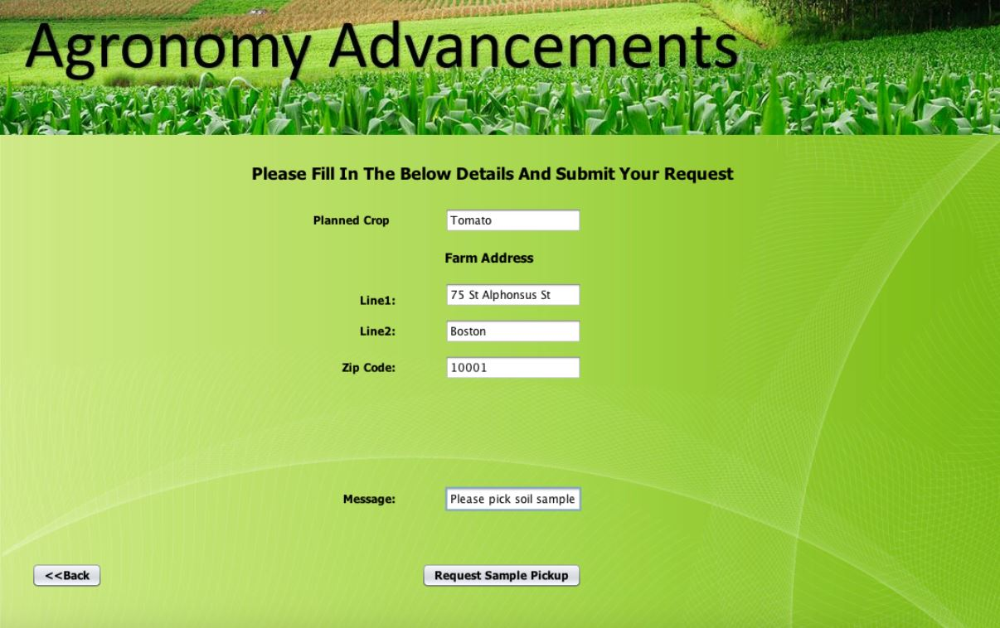 Agronomy Advancements
Please Fill In The Below Details And Submit Your Request
Planned Crop Tomato
Farm Address
Line1: 75 St Alphonsus St
Line2: Boston
Zip Code: 10001
Message: Please pick soil sample
<<Back Request Sample Pickup